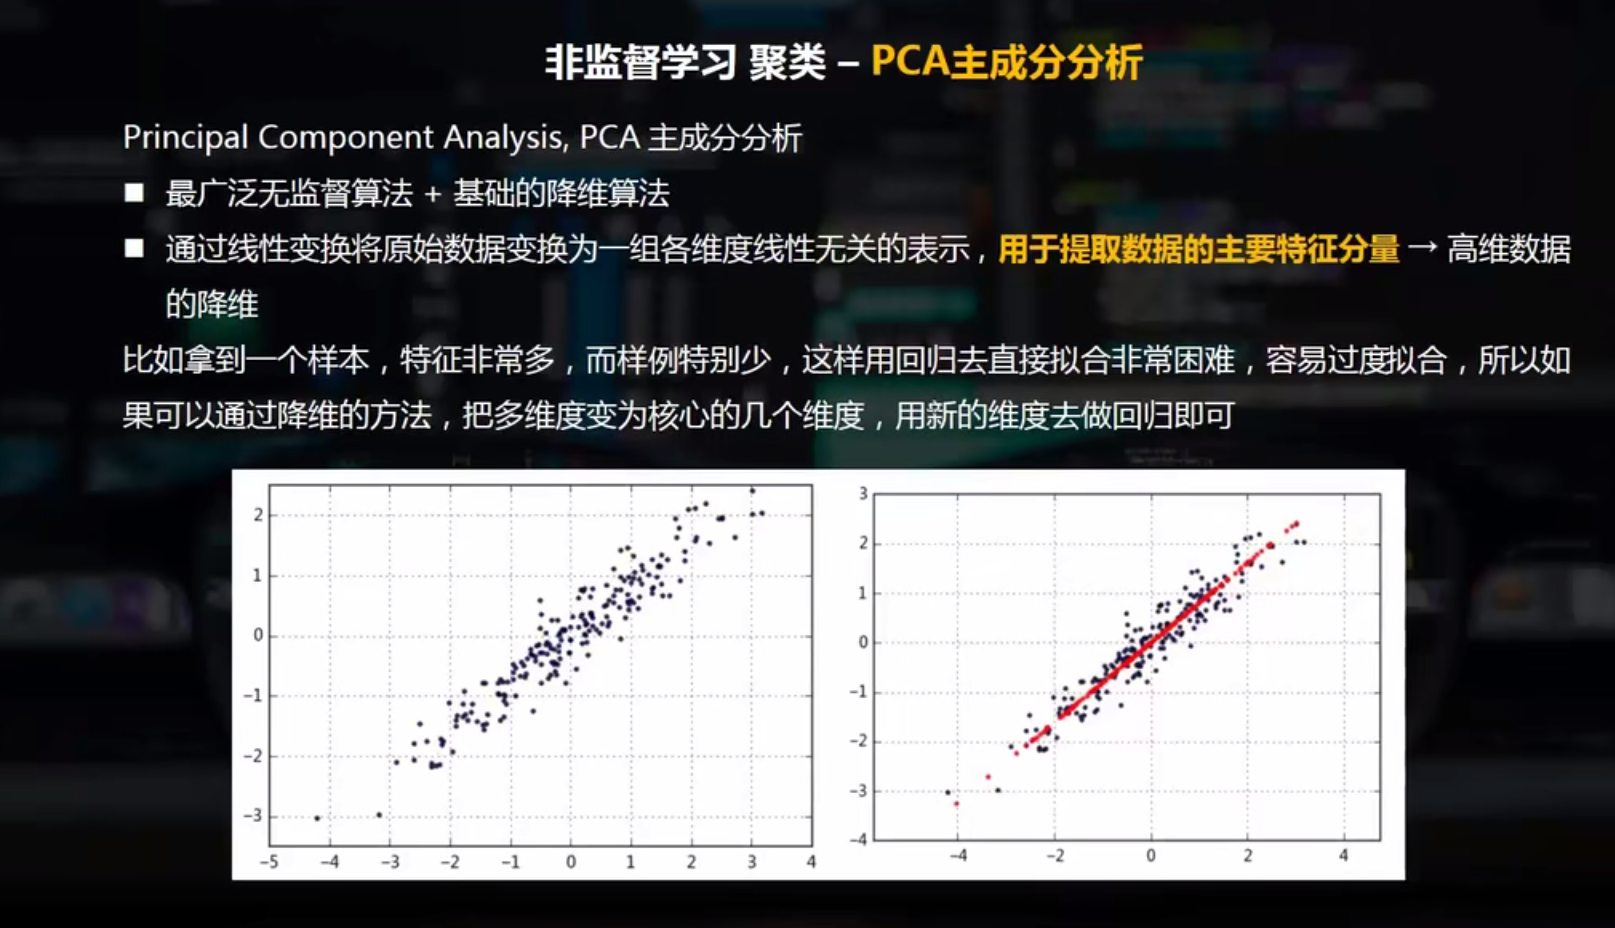 非监督学习 聚类 – PCA主成分分析
Principal Component Analysis, PCA 主成分分析
■ 最广泛无监督算法 + 基础的降维算法
■ 通过线性变换将原始数据变换为一组各维度线性无关的表示，用于提取数据的主要特征分量 → 高维数据
的降维
比如拿到一个样本，特征非常多，而样例特别少，这样用回归去直接拟合非常困难，容易过度拟合，所以如
果可以通过降维的方法，把多维度变为核心的几个维度，用新的维度去做回归即可
2
1
0
−1
−2
−3
−5 −4 −3 −2 −1 0 1 2 3 4
3
2
1
0
−1
−2
−3
−4
−4 −2 0 2 4